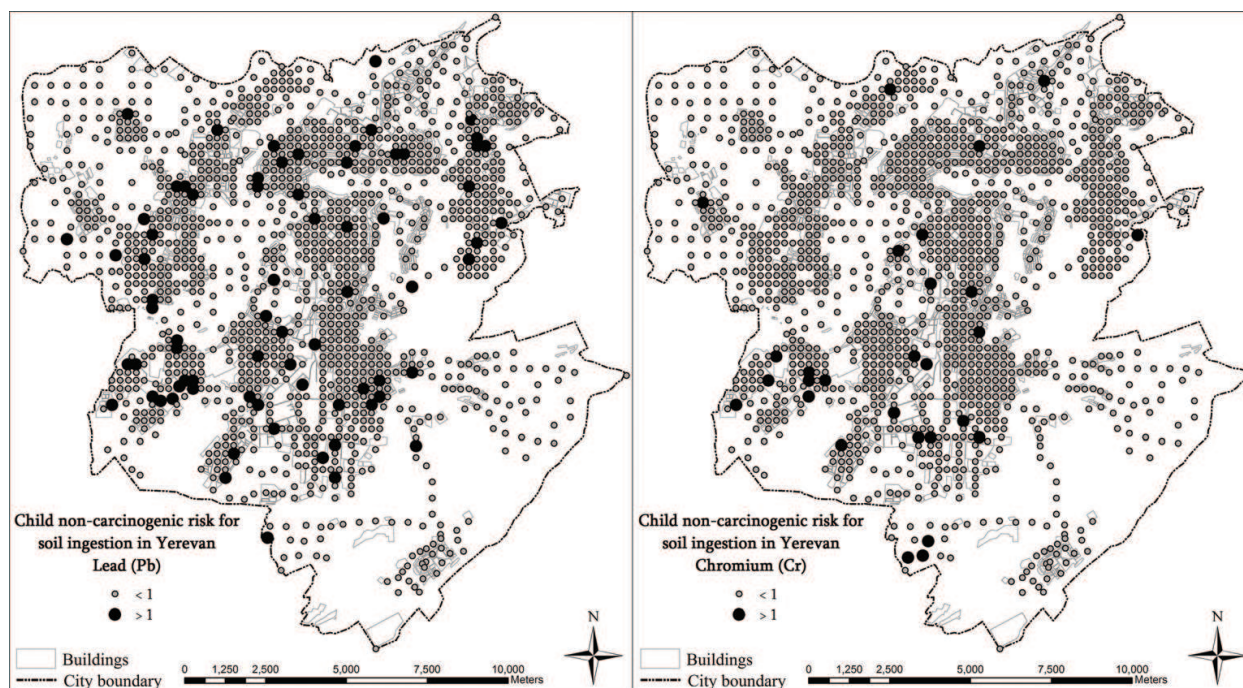 Child non-carcinogenic risk for
soil ingestion in Yerevan
Lead (Pb)
< 1
> 1
Buildings
City boundary
N
0 1,250 2,500 5,000 7,500 10,000
Meters
Child non-carcinogenic risk for
soil ingestion in Yerevan
Chromium (Cr)
< 1
> 1
Buildings
City boundary
N
0 1,250 2,500 5,000 7,500 10,000
Meters